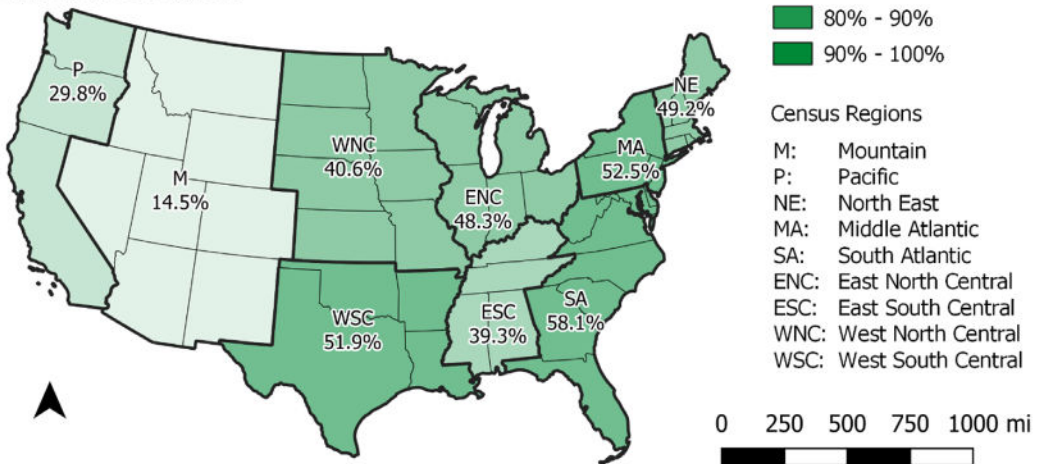 80% - 90%
90% - 100%
P
29.8%
NE
49.2%
WNC
40.6%
MA
52.5%
M
14.5%
ENC
48.3%
WSC
51.9%
ESC
39.3%
SA
58.1%
Census Regions
M: Mountain
P: Pacific
NE: North East
MA: Middle Atlantic
SA: South Atlantic
ENC: East North Central
ESC: East South Central
WNC: West North Central
WSC: West South Central
0 250 500 750 1000 mi